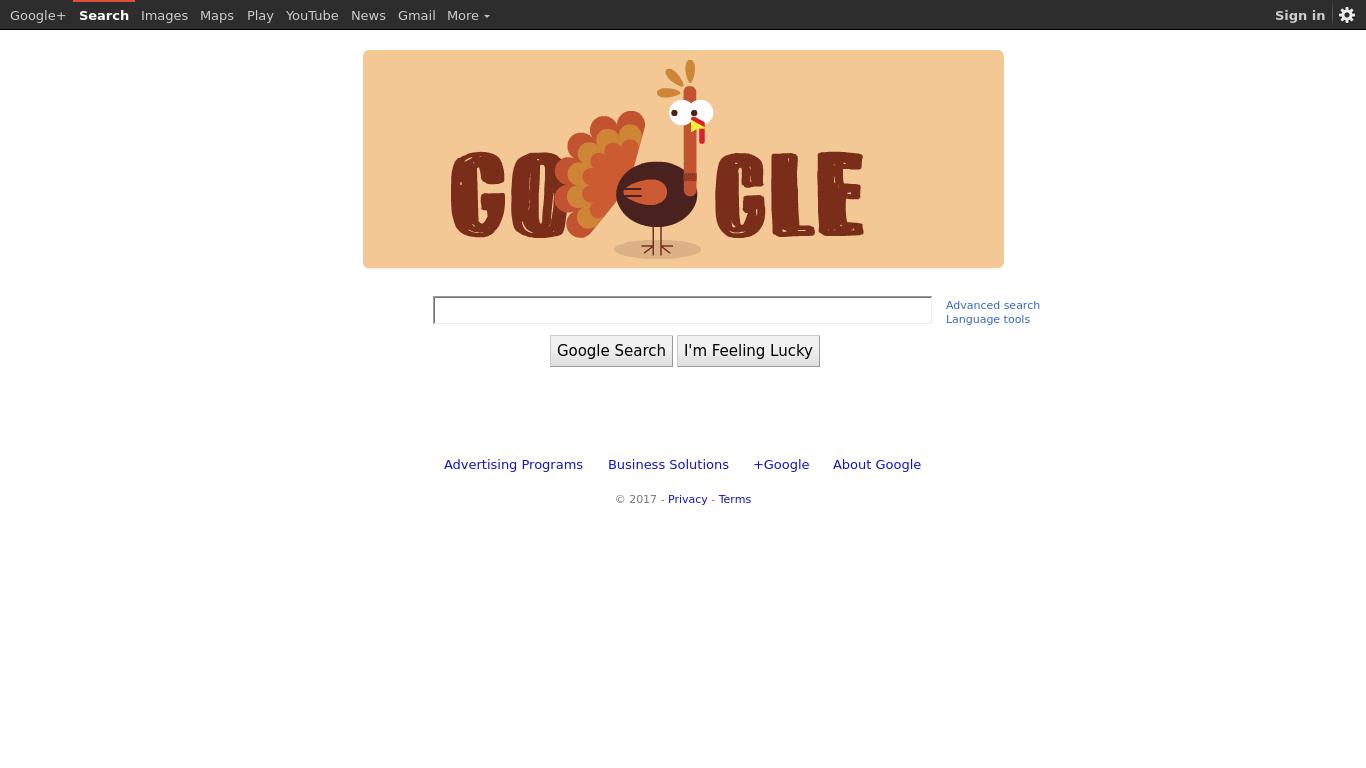 Google+ Search Images Maps Play YouTube News Gmail More Sign in
GO GLE
Advanced search
Language tools
Google Search I'm Feeling Lucky
Advertising Programs Business Solutions +Google About Google
© 2017 - Privacy - Terms